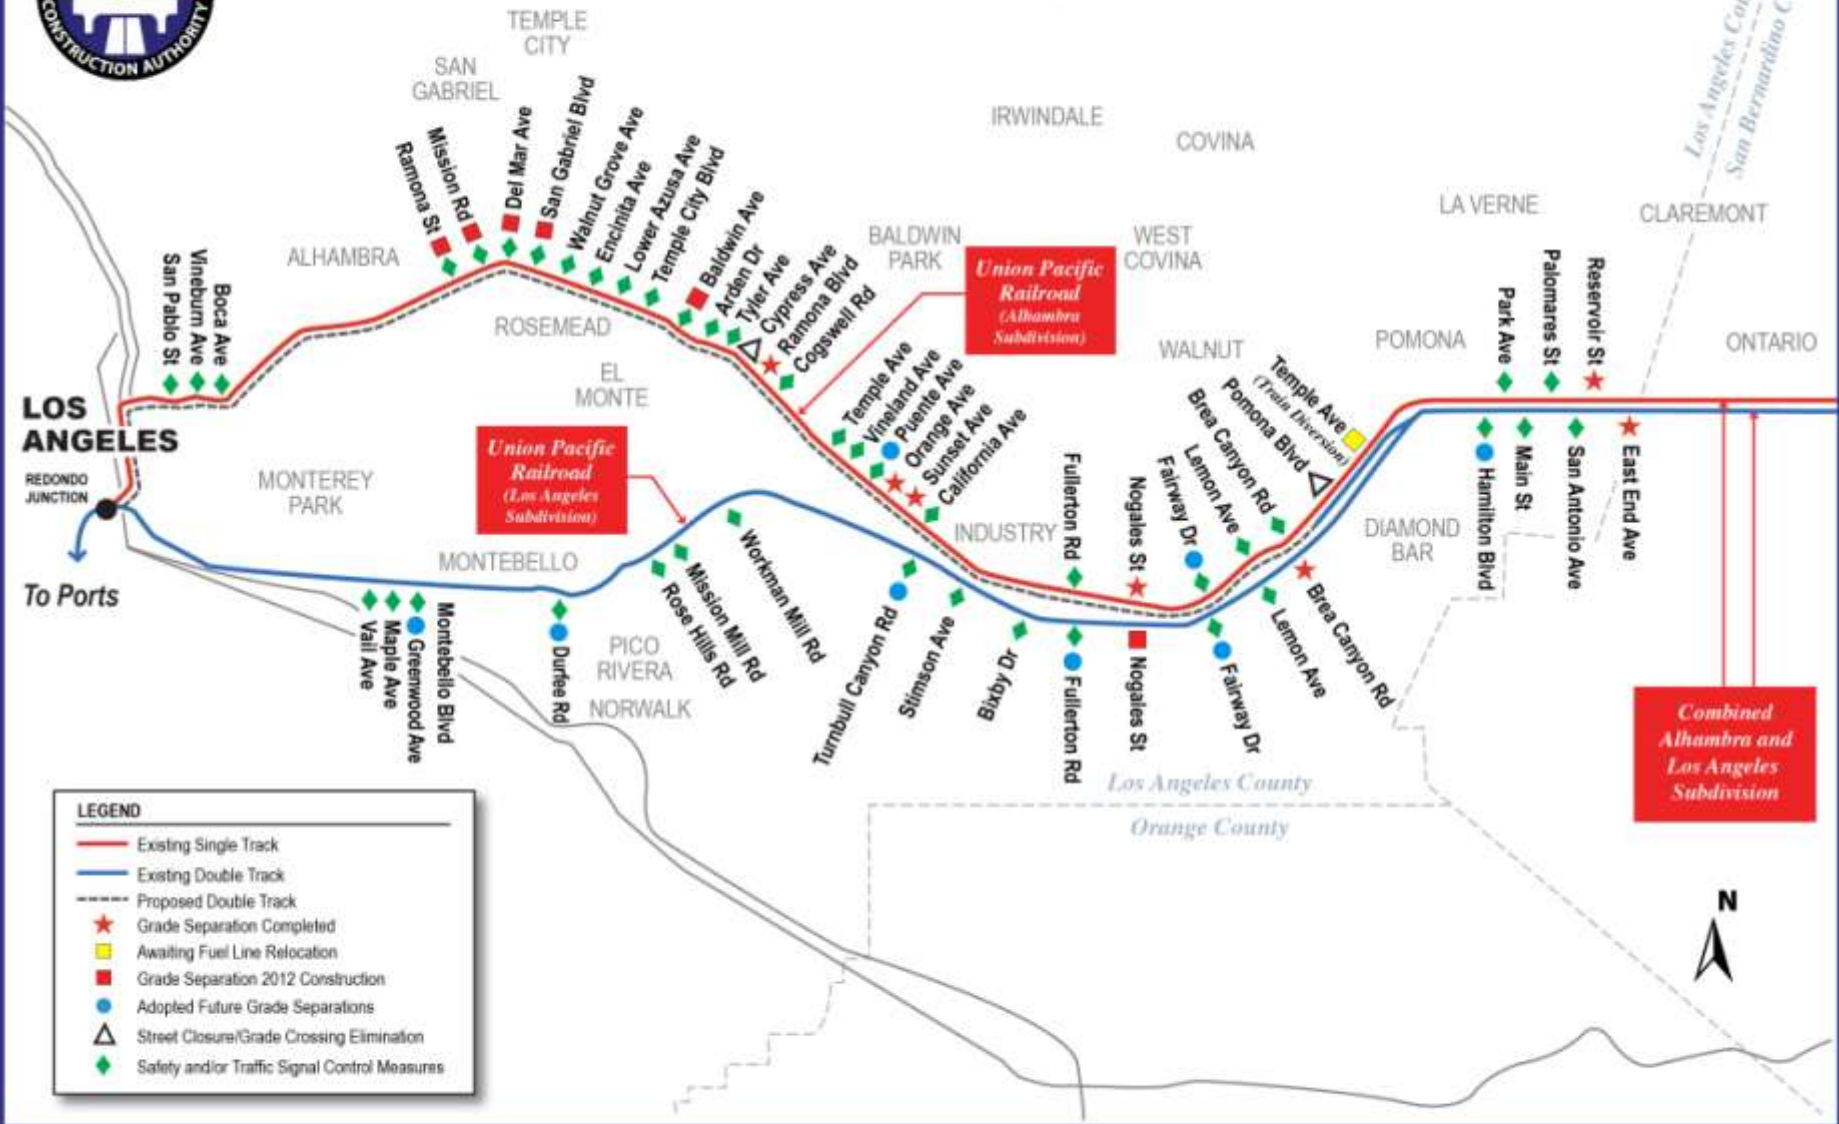 CONSTRUCTION AUTHORITY
TEMPLE
CITY
SAN
GABRIEL
IRWINDALE
COVINA
LA VERNE
CLAREMONT
ALHAMBRA
BALDWIN
PARK
WEST
COVINA
ROSEMEAD
EL
MONTE
WALNUT
POMONA
ONTARIO
MONTEREY
PARK
MONTEBELLO
INDUSTRY
DIAMOND
BAR
PICO
RIVERA
NORWALK
Los Angeles
San Bernardino
San Pablo St
Vineburn Ave
Boca Ave
Ramona St
Mission Rd
Del Mar Ave
San Gabriel Blvd
Walnut Grove Ave
Encinita Ave
Lower Azusa Ave
Temple City Blvd
Baldwin Ave
Arden Dr
Tyler Ave
Cypress Ave
Ramona Blvd
Cogswell Rd
Temple Ave
Vineland Ave
Puente Ave
Orange Ave
Sunset Ave
California Ave
Fullerton Rd
Nogales St
Fairway Dr
Lemon Ave
Brea Canyon Rd
Pomona Blvd
Temple Ave
(Train Diversion)
Park Ave
Palomares St
Reservoir St
Union Pacific
Railroad
(Alhambra
Subdivision)
Union Pacific
Railroad
(Los Angeles
Subdivision)
LOS
ANGELES
REDONDO
JUNCTION
To Ports
Vail Ave
Maple Ave
Greenwood Ave
Montebello Blvd
Durfee Rd
Rose Hills Rd
Mission Mill Rd
Workman Mill Rd
Turnbull Canyon Rd
Stimson Ave
Bixby Dr
Fullerton Rd
Nogales St
Fairway Dr
Lemon Ave
Brea Canyon Rd
Hamilton Blvd
Main St
San Antonio Ave
East End Ave
Combined
Alhambra and
Los Angeles
Subdivision
Los Angeles County
Orange County
N
LEGEND
Existing Single Track
Existing Double Track
Proposed Double Track
Grade Separation Completed
Awaiting Fuel Line Relocation
Grade Separation 2012 Construction
Adopted Future Grade Separations
Street Closure/Grade Crossing Elimination
Safety and/or Traffic Signal Control Measures